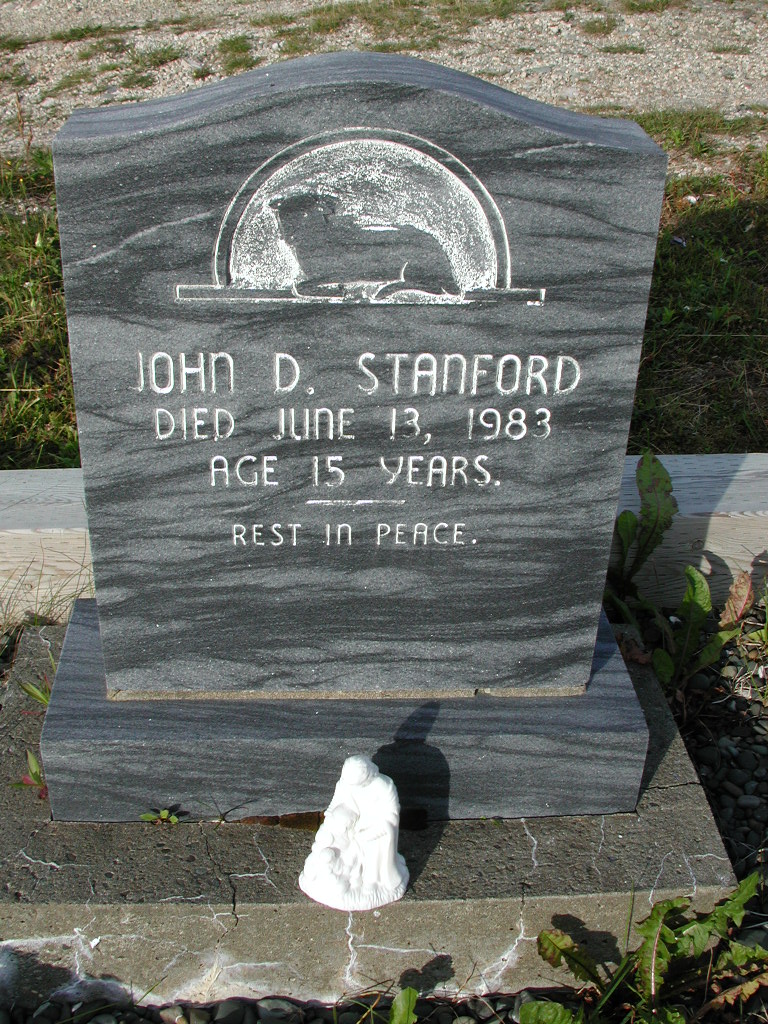 JOHN D. STANFORD
DIED JUNE 13, 1983
AGE 15 YEARS.
REST IN PEACE.